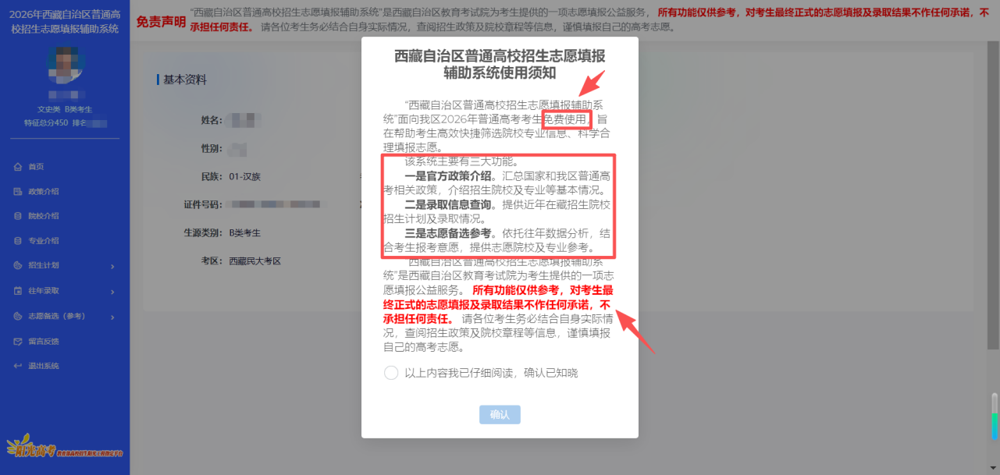 2026年西藏自治区普通高
校招生志愿填报辅助系统
文史类 B类考生
特征总分450 排名
首页
政策介绍
院校介绍
专业介绍
招生计划
往年录取
志愿备选（参考）
留言反馈
退出系统
阳光高考
免责声明
"西藏自治区普通高校招生志愿填报辅助系统"是西藏自治区教育考试院为考生提供的一项志愿填报公益服务，所有功能仅供参考，对考生最终正式的志愿填报及录取结果不作任何承诺，不
承担任何责任。 请各位考生务必结合自身实际情况，查阅招生政策及院校章程等信息，谨慎填报自己的高考志愿。
基本资料
姓名：
性别：
民族： 01-汉族
证件号码：
生源类别： B类考生
考区： 西藏民大考区
西藏自治区普通高校招生志愿填报
辅助系统使用须知
"西藏自治区普通高校招生志愿填报辅助系
统"面向我区2026年普通高考考生免费使用，旨
在帮助考生高效快捷筛选院校专业信息、科学合
理填报志愿。
该系统主要有三大功能。
一是官方政策介绍。汇总国家和我区普通高
考相关政策，介绍招生院校及专业等基本情况。
二是录取信息查询。提供近年在藏招生院校
招生计划及录取情况。
三是志愿备选参考。依托往年数据分析，结
合考生报考意愿，提供志愿院校及专业参考。
"西藏自治区普通高校招生志愿填报辅助系
统"是西藏自治区教育考试院为考生提供的一项志
愿填报公益服务。 所有功能仅供参考，对考生最
终正式的志愿填报及录取结果不作任何承诺，不
承担任何责任。 请各位考生务必结合自身实际情
况，查阅招生政策及院校章程等信息，谨慎填报
自己的高考志愿。
以上内容我已仔细阅读，确认已知晓
确认